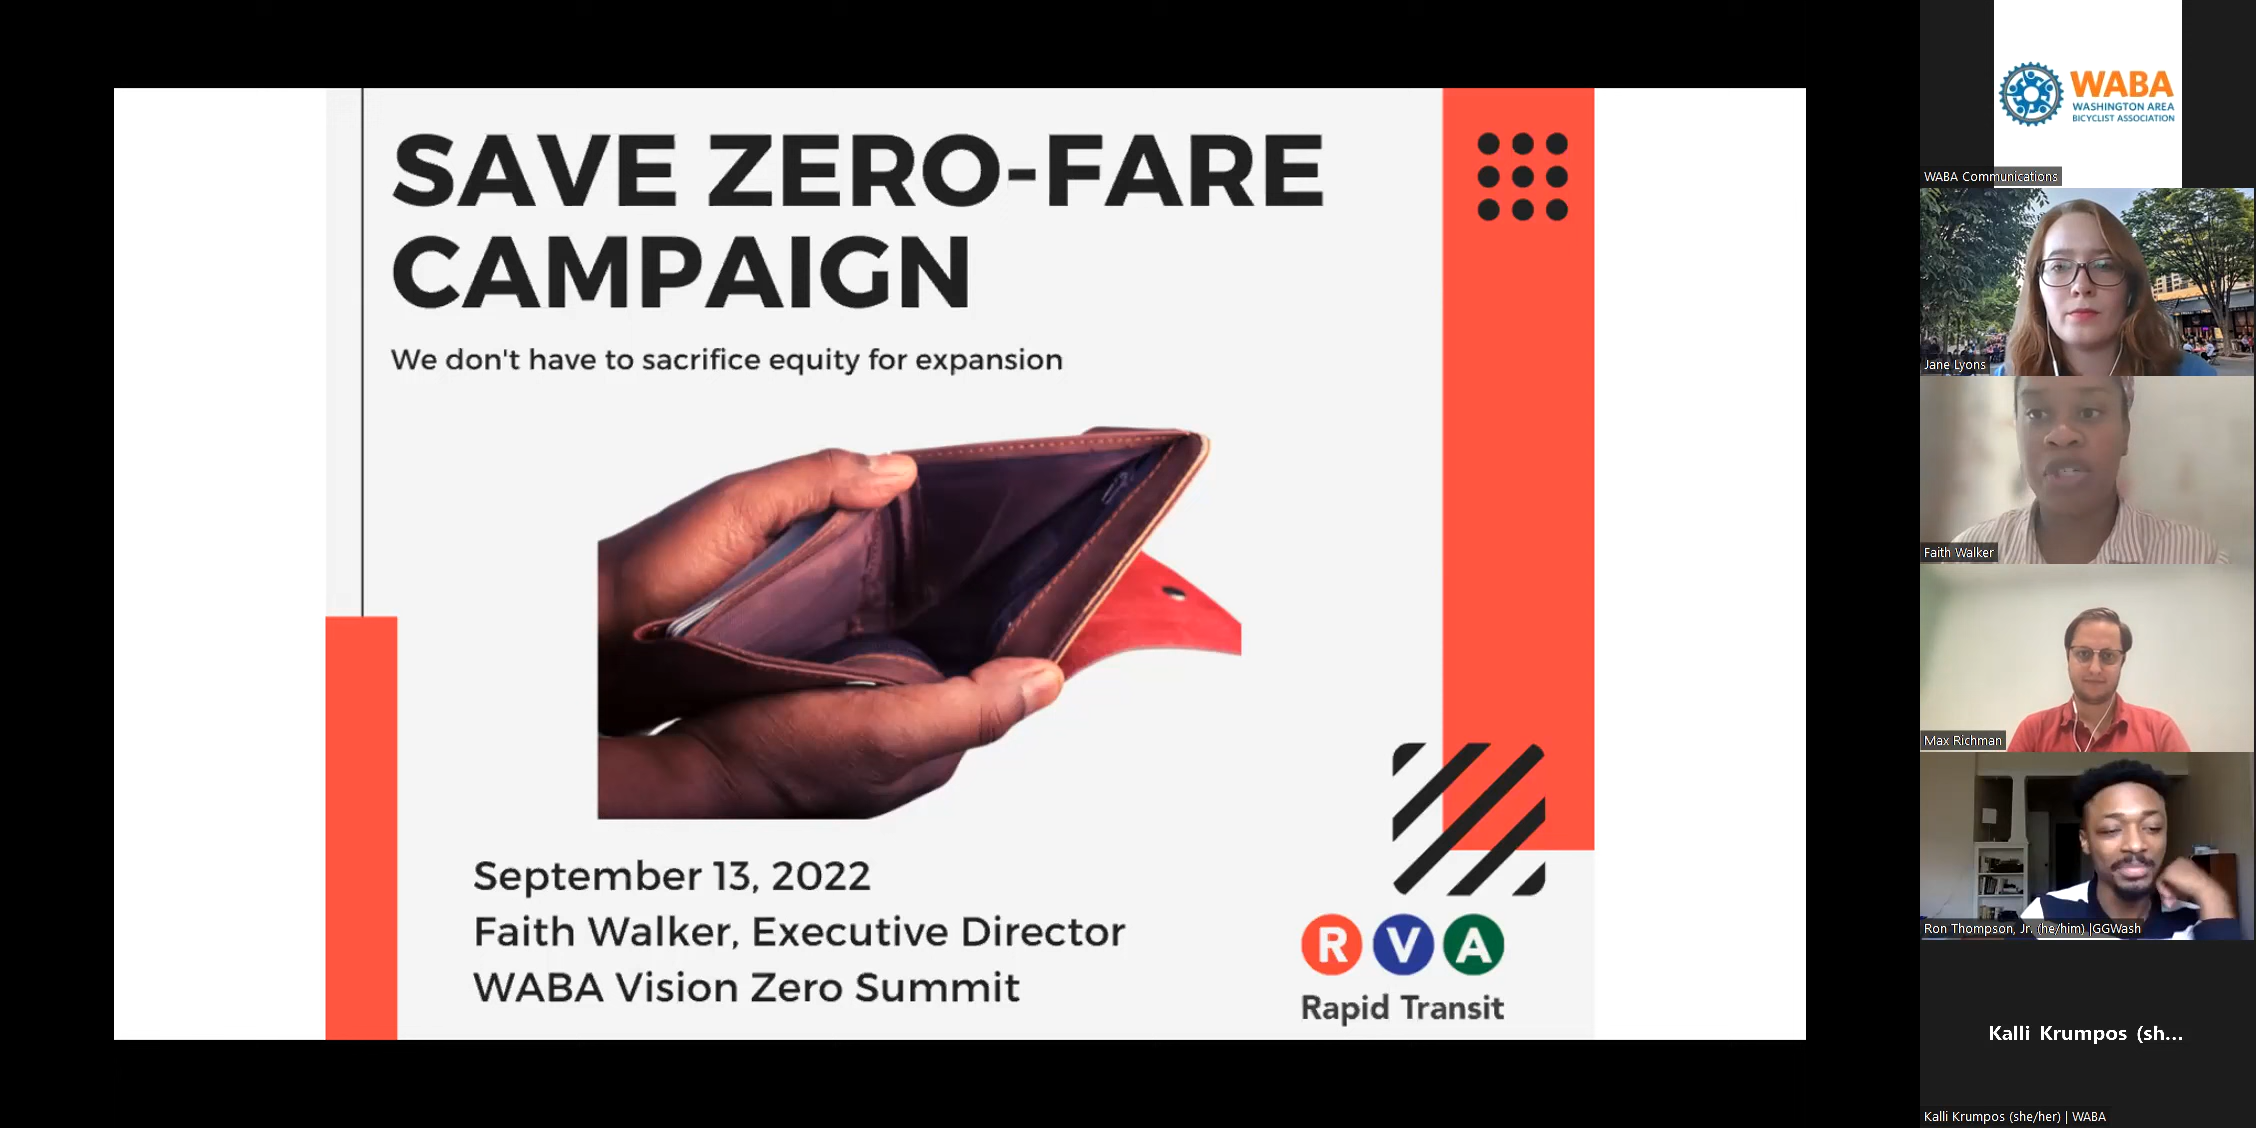 SAVE ZERO-FARE
CAMPAIGN
We don't have to sacrifice equity for expansion
September 13, 2022
Faith Walker, Executive Director
WABA Vision Zero Summit
R V A
Rapid Transit
WABA
WASHINGTON AREA
BICYCLIST ASSOCIATION
WABA Communications
Jane Lyons
Faith Walker
Max Richman
Ron Thompson, Jr. (he/him) |GGWash
Kalli Krumpos (sh...
Kalli Krumpos (she/her) | WABA